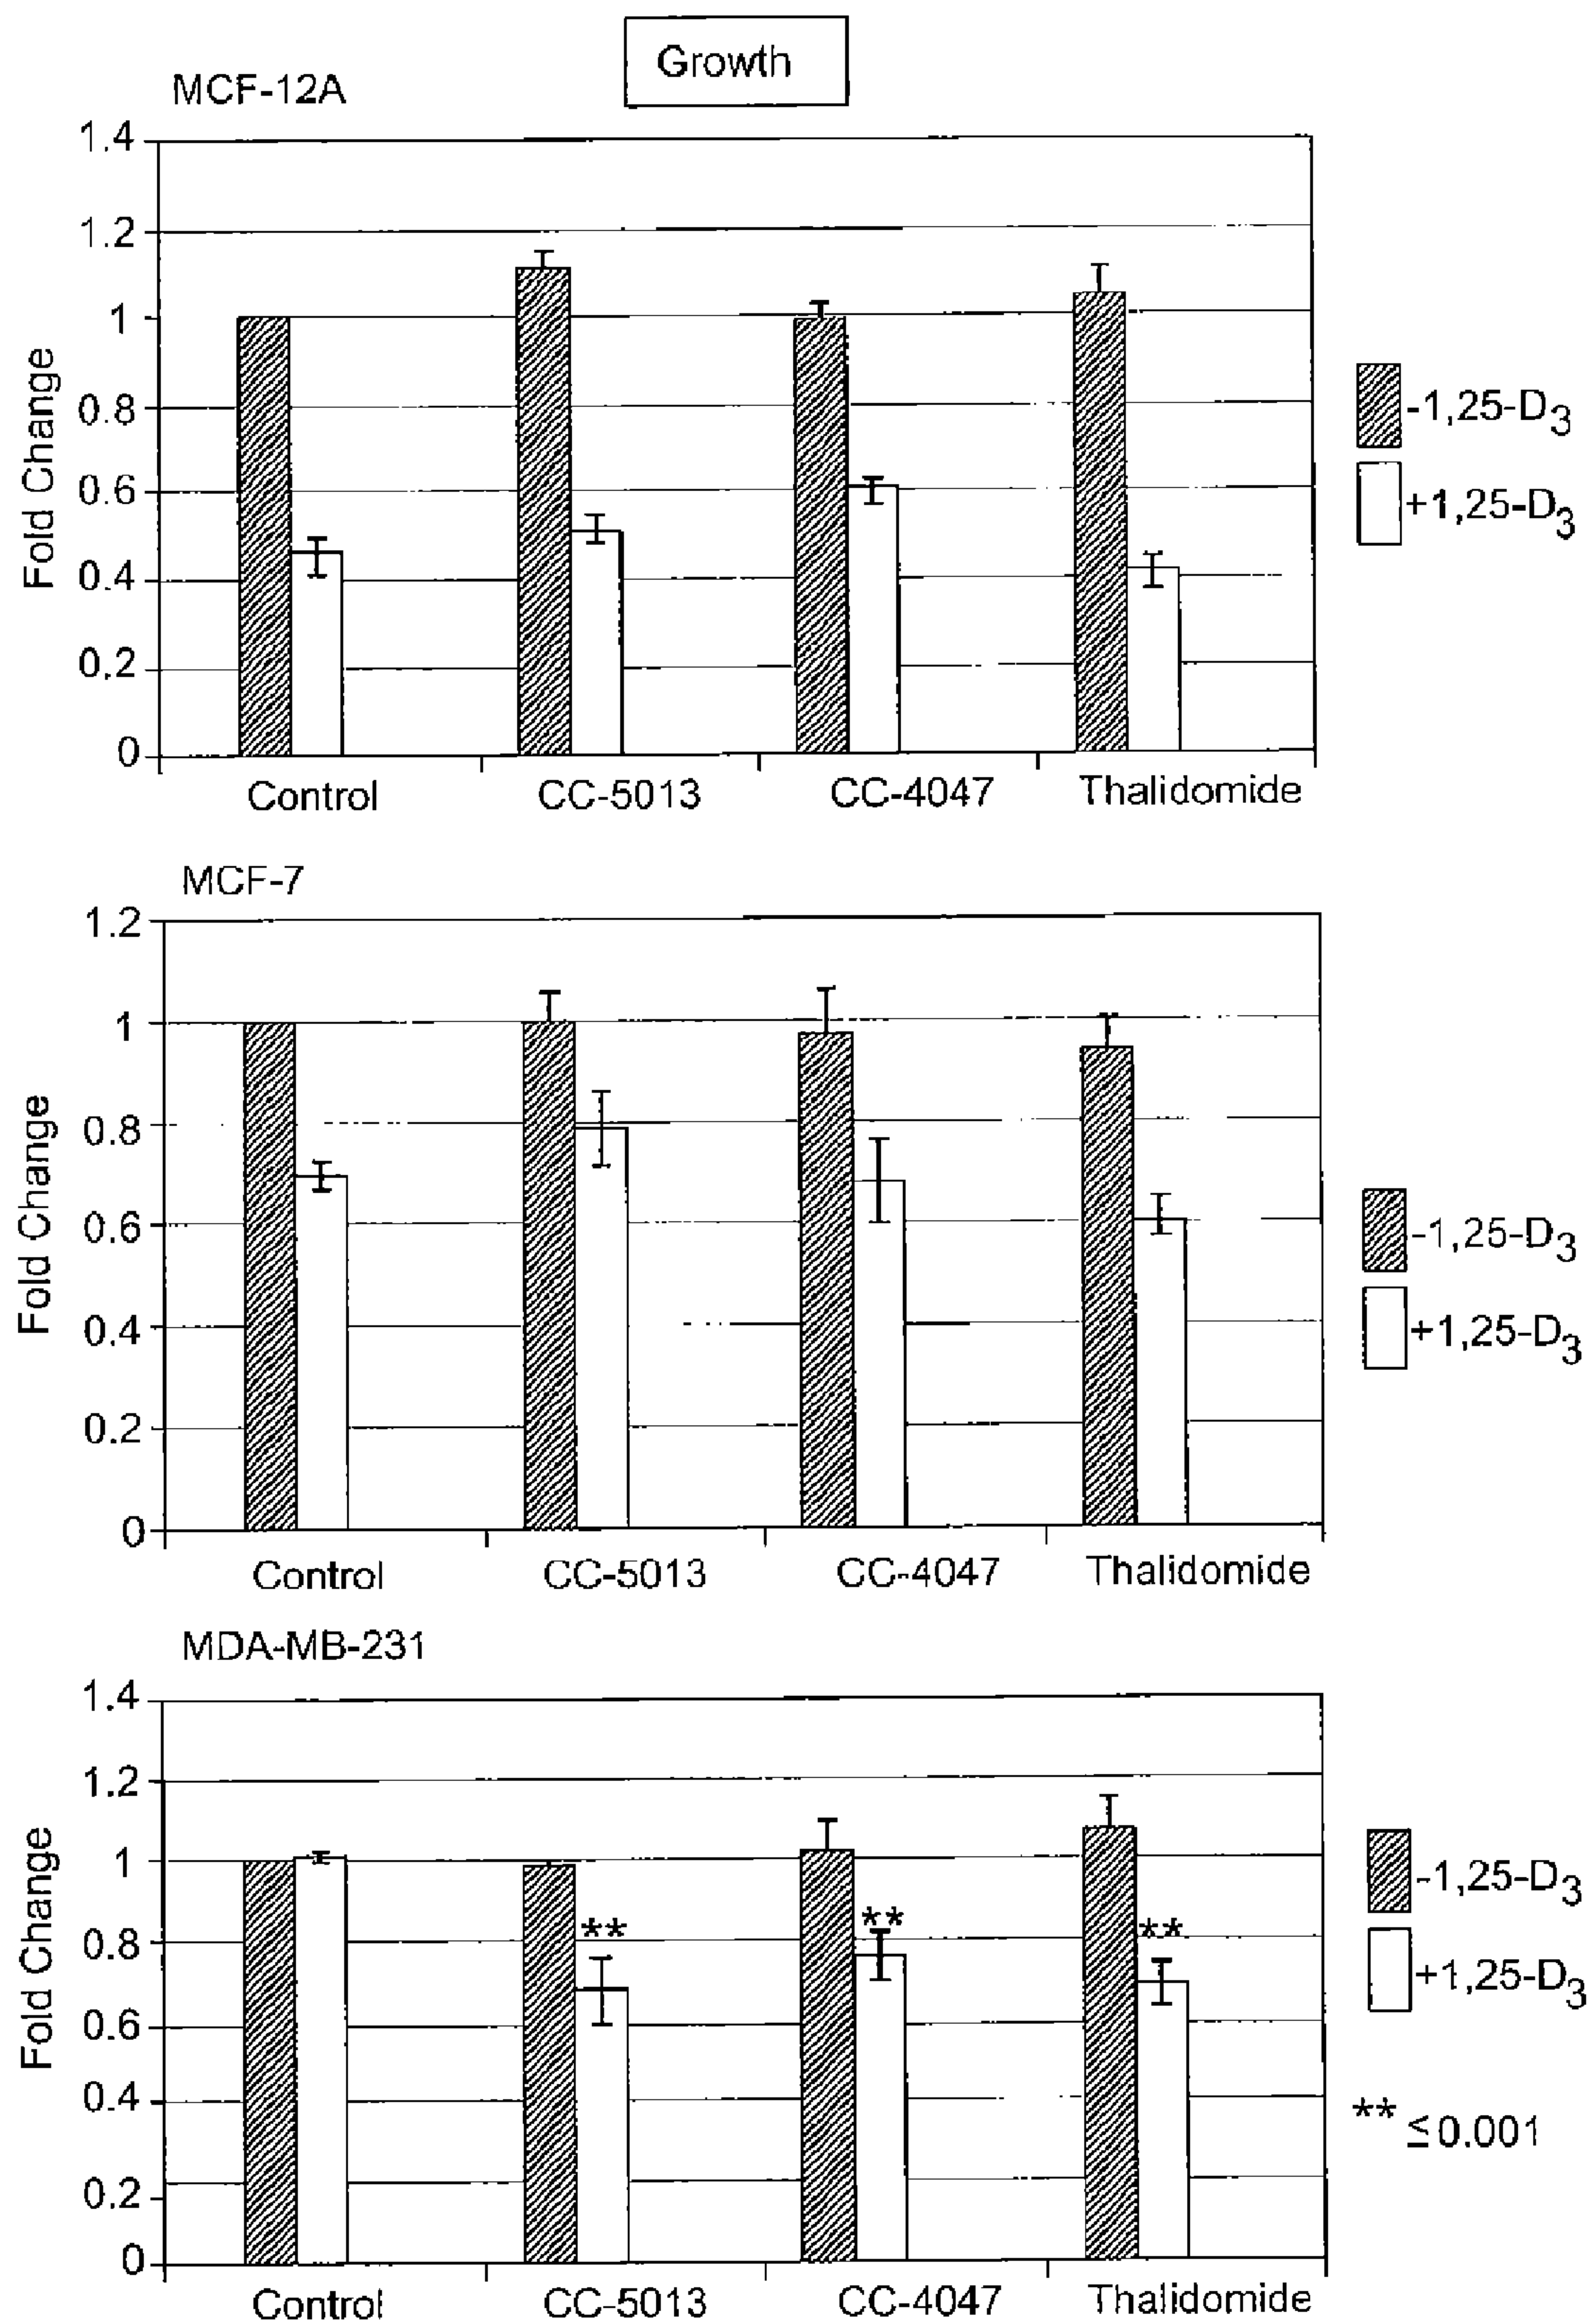 Growth
MCF-12A
Fold Change
1.4
1.2
1
0.8
0.6
0.4
0.2
0
Control CC-5013 CC-4047 Thalidomide
-1,25-D3
+1,25-D3
MCF-7
Fold Change
1.2
1
0.8
0.6
0.4
0.2
0
Control CC-5013 CC-4047 Thalidomide
-1,25-D3
+1,25-D3
MDA-MB-231
Fold Change
1.4
1.2
1
0.8
0.6
0.4
0.2
0
** ** **
Control CC-5013 CC-4047 Thalidomide
-1,25-D3
+1,25-D3
** ≤0.001